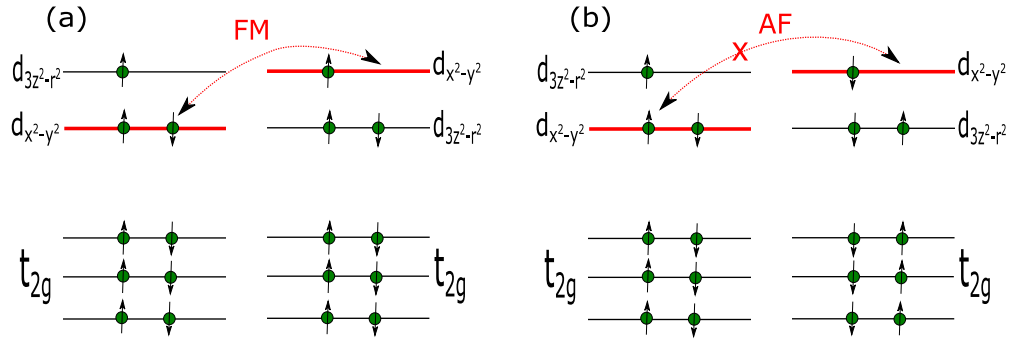 (a)
FM
d3z²-r²
dx²-y²
dx²-y²
d3z²-r²
t2g
t2g
(b)
AF
x
d3z²-r²
dx²-y²
dx²-y²
d3z²-r²
t2g
t2g